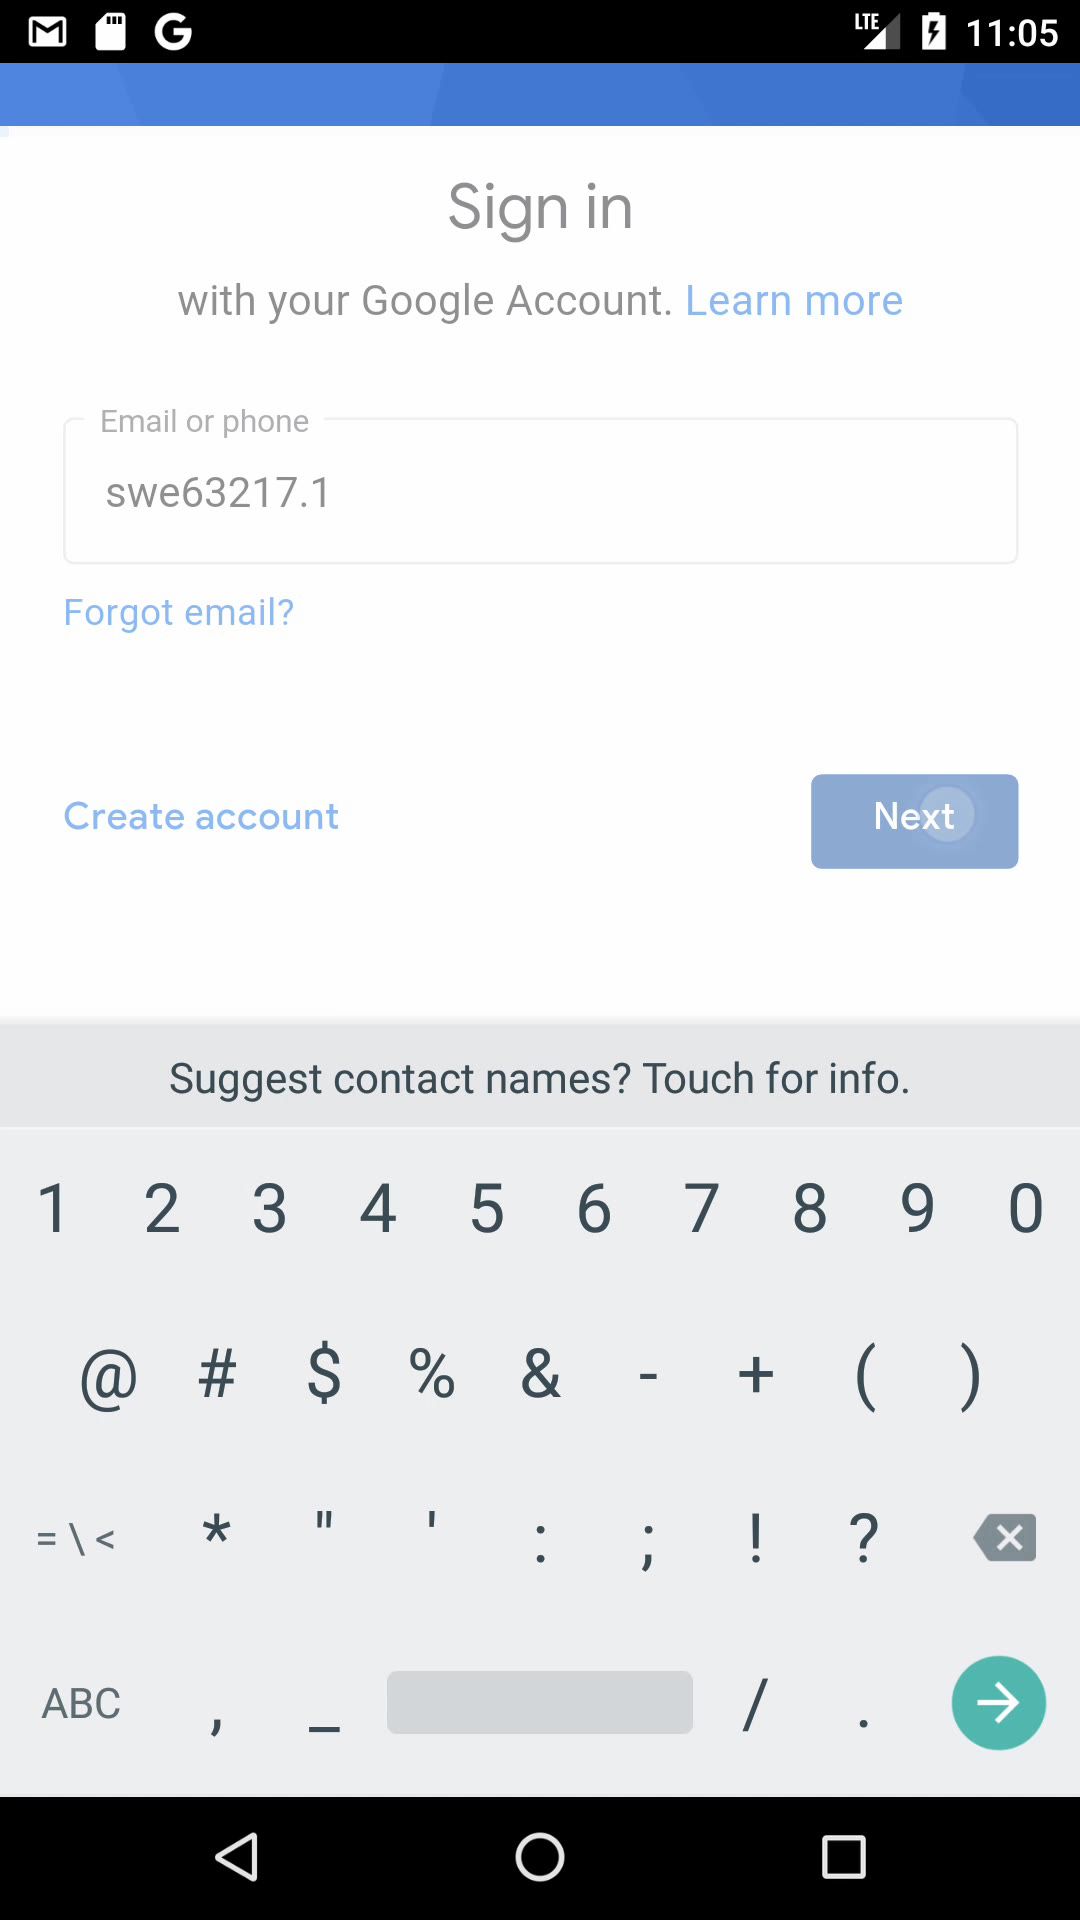 LTE 11:05
Sign in
with your Google Account. Learn more
Email or phone
swe63217.1
Forgot email?
Create account
Next
Suggest contact names? Touch for info.
1 2 3 4 5 6 7 8 9 0
@ # $ % & - + ( )
= \ < * " ' : ; ! ?
ABC , _ / .